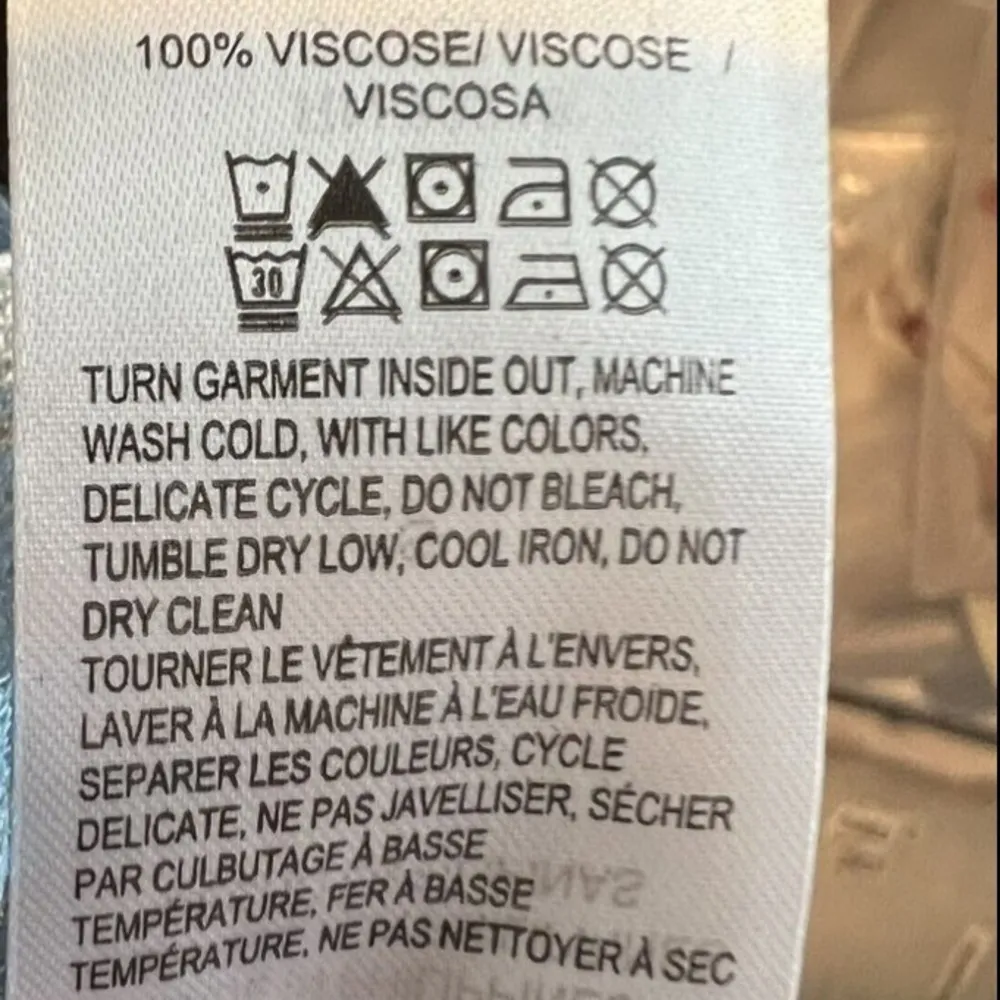 100% VISCOSE/ VISCOSE /
VISCOSA
30
TURN GARMENT INSIDE OUT, MACHINE
WASH COLD, WITH LIKE COLORS,
DELICATE CYCLE, DO NOT BLEACH,
TUMBLE DRY LOW, COOL IRON, DO NOT
DRY CLEAN
TOURNER LE VÊTEMENT À L'ENVERS,
LAVER À LA MACHINE À L'EAU FROIDE,
SEPARER LES COULEURS, CYCLE
DELICATE, NE PAS JAVELLISER, SÉCHER
PAR CULBUTAGE À BASSE
TEMPÉRATURE, FER À BASSE
TEMPÉRATURE, NE PAS NETTOYER À SEC